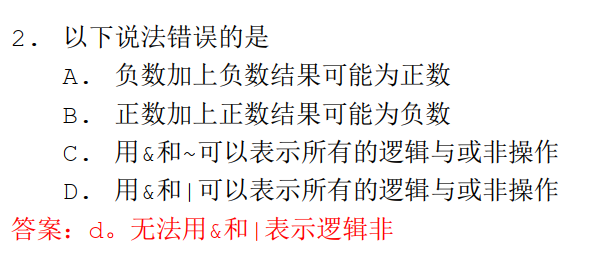 2. 以下说法错误的是
A. 负数加上负数结果可能为正数
B. 正数加上正数结果可能为负数
C. 用&和~可以表示所有的逻辑与或非操作
D. 用&和|可以表示所有的逻辑与或非操作
答案：d。无法用&和|表示逻辑非